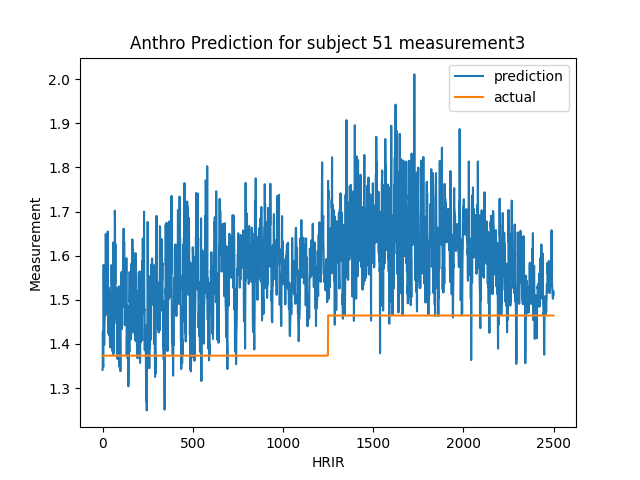 Anthro Prediction for subject 51 measurement3
prediction
actual
2.0
1.9
1.8
1.7
1.6
1.5
1.4
1.3
Measurement
0
500
1000
1500
2000
2500
HRIR